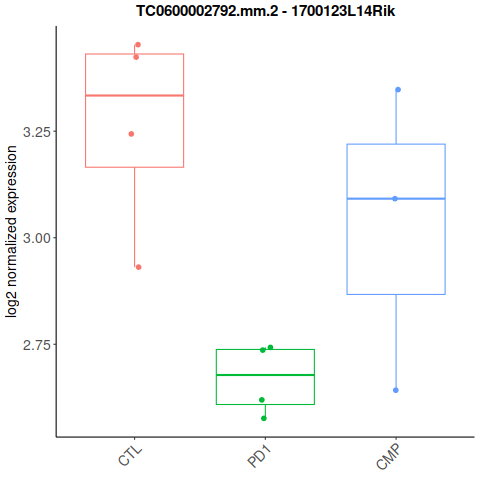 TC0600002792.mm.2 - 1700123L14Rik
log2 normalized expression
3.25
3.00
2.75
CTL
PD1
CMP